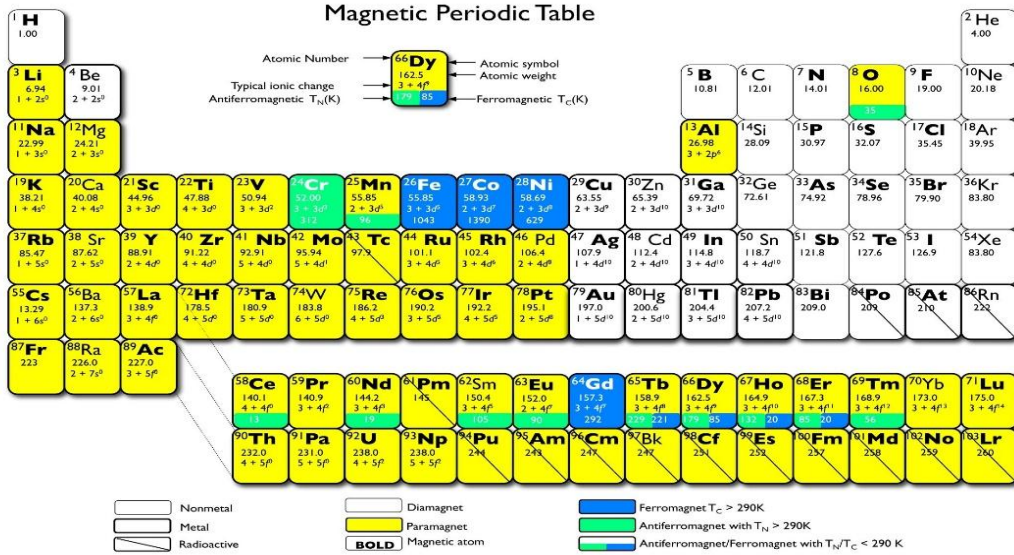 Magnetic Periodic Table
1 H 2 He
1.00 4.00
Atomic Number 66 Dy Atomic symbol
162.5 Atomic weight
Typical ionic change 3 + 4f⁹
Antiferromagnetic T_N(K) 179 85 Ferromagnetic T_C(K)
3 Li 4 Be 5 B 6 C 7 N 8 O 9 F 10 Ne
6.94 9.01 10.81 12.01 14.01 16.00 19.00 20.18
1 + 2s⁰ 2 + 2s⁰ 35
11 Na 12 Mg 13 Al 14 Si 15 P 16 S 17 Cl 18 Ar
22.99 24.21 26.98 28.09 30.97 32.07 35.45 39.95
1 + 3s⁰ 2 + 3s⁰ 3 + 2p⁶
19 K 20 Ca 21 Sc 22 Ti 23 V 24 Cr 25 Mn 26 Fe 27 Co 28 Ni 29 Cu 30 Zn 31 Ga 32 Ge 33 As 34 Se 35 Br 36 Kr
38.21 40.08 44.96 47.88 50.94 52.00 55.85 55.85 58.93 58.69 63.55 65.39 69.72 72.61 74.92 78.96 79.90 83.80
1 + 4s⁰ 2 + 4s⁰ 3 + 3d⁰ 4 + 3d⁰ 3 + 3d² 3 + 3d³ 2 + 3d⁵ 3 + 3d⁵ 2 + 3d⁷ 2 + 3d⁸ 2 + 3d⁹ 2 + 3d¹⁰ 3 + 3d¹⁰
312 96 1043 1390 629
37 Rb 38 Sr 39 Y 40 Zr 41 Nb 42 Mo 43 Tc 44 Ru 45 Rh 46 Pd 47 Ag 48 Cd 49 In 50 Sn 51 Sb 52 Te 53 I 54 Xe
85.47 87.62 88.91 91.22 92.91 95.94 97.9 101.1 102.4 106.4 107.9 112.4 114.8 118.7 121.8 127.6 126.9 83.80
1 + 5s⁰ 2 + 5s⁰ 2 + 4d⁰ 4 + 4d⁰ 5 + 4d⁰ 5 + 4d¹ 3 + 4d⁵ 3 + 4d⁶ 2 + 4d⁸ 1 + 4d¹⁰ 2 + 4d¹⁰ 3 + 4d¹⁰ 4 + 4d¹⁰
55 Cs 56 Ba 57 La 72 Hf 73 Ta 74 W 75 Re 76 Os 77 Ir 78 Pt 79 Au 80 Hg 81 Tl 82 Pb 83 Bi 84 Po 85 At 86 Rn
13.29 137.3 138.9 178.5 180.9 183.8 186.2 190.2 192.2 195.1 197.0 200.6 204.4 207.2 209.0 209 210 222
1 + 6s⁰ 2 + 6s⁰ 3 + 4f⁰ 4 + 5d⁰ 5 + 5d⁰ 6 + 5d⁰ 4 + 5d³ 3 + 5d⁵ 4 + 5d⁵ 2 + 5d⁸ 1 + 5d¹⁰ 2 + 5d¹⁰ 3 + 5d¹⁰ 4 + 5d¹⁰
87 Fr 88 Ra 89 Ac
223 226.0 227.0
2 + 7s⁰ 3 + 5f⁰
58 Ce 59 Pr 60 Nd 61 Pm 62 Sm 63 Eu 64 Gd 65 Tb 66 Dy 67 Ho 68 Er 69 Tm 70 Yb 71 Lu
140.1 140.9 144.2 145 150.4 152.0 157.3 158.9 162.5 164.9 167.3 168.9 173.0 175.0
4 + 4f⁰ 3 + 4f² 3 + 4f³ 3 + 4f⁵ 2 + 4f⁷ 3 + 4f⁷ 3 + 4f⁸ 3 + 4f⁹ 3 + 4f¹⁰ 3 + 4f¹¹ 3 + 4f¹² 3 + 4f¹³ 3 + 4f¹⁴
13 19 105 90 292 229 221 179 85 132 20 85 20 56
90 Th 91 Pa 92 U 93 Np 94 Pu 95 Am 96 Cm 97 Bk 98 Cf 99 Es 100 Fm 101 Md 102 No 103 Lr
232.0 231.0 238.0 238.0 244 243 247 247 251 252 257 258 259 260
4 + 5f⁰ 5 + 5f⁰ 4 + 5f² 5 + 5f²
Nonmetal Diamagnet Ferromagnet T_C > 290K
Metal Paramagnet Antiferromagnet with T_N > 290K
Radioactive BOLD Magnetic atom Antiferromagnet/Ferromagnet with T_N/T_C < 290 K